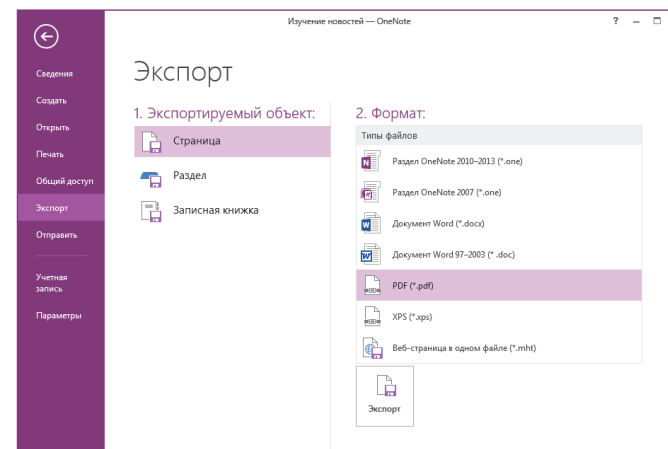 Изучение новостей — OneNote
?
Сведения
Создать
Открыть
Печать
Общий доступ
Экспорт
Отправить
Учетная
запись
Параметры
Экспорт
1. Экспортируемый объект:
Страница
Раздел
Записная книжка
2. Формат:
Типы файлов
Раздел OneNote 2010–2013 (*.one)
Раздел OneNote 2007 (*.one)
Документ Word (*.docx)
Документ Word 97–2003 (* .doc)
PDF (*.pdf)
XPS (*.xps)
Веб-страница в одном файле (*.mht)
Экспорт